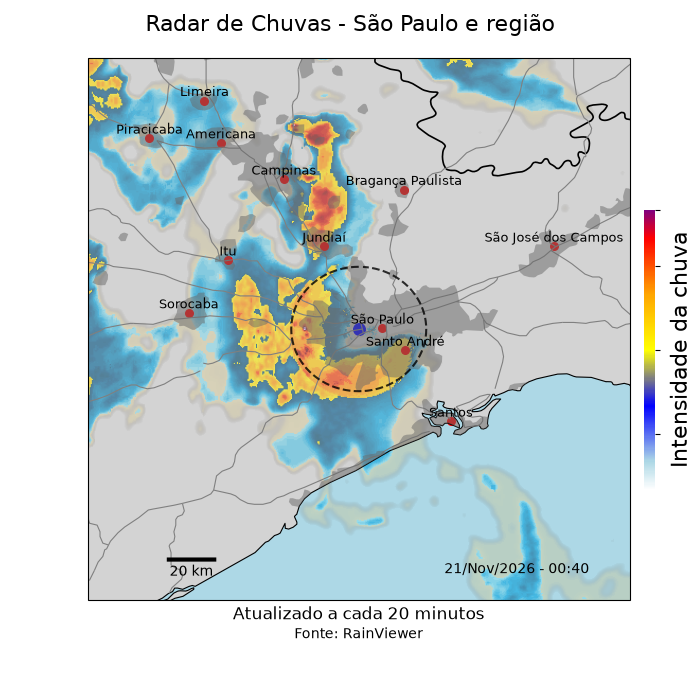 Radar de Chuvas - São Paulo e região
Limeira
Piracicaba
Americana
Campinas
Bragança Paulista
Jundiaí
São José dos Campos
Itu
Sorocaba
São Paulo
Santo André
Santos
Intensidade da chuva
20 km
21/Nov/2026 - 00:40
Atualizado a cada 20 minutos
Fonte: RainViewer